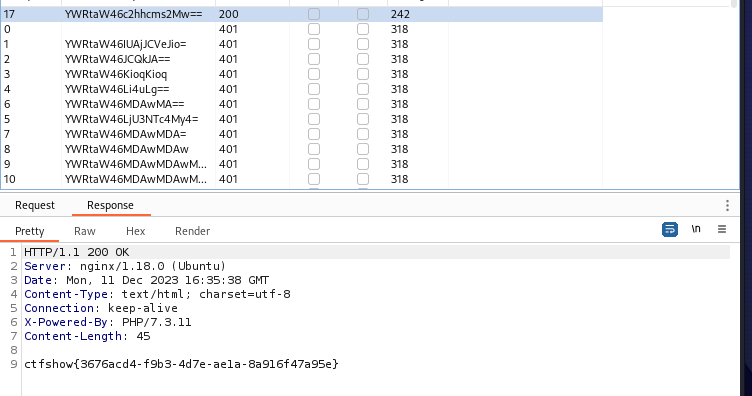 17 YWRtaW46c2hhcms2Mw== 200 242
0 401 318
1 YWRtaW46IUAjJCVeJio= 401 318
2 YWRtaW46JCQkJA== 401 318
3 YWRtaW46KioqKioq 401 318
4 YWRtaW46Li4uLg== 401 318
6 YWRtaW46MDAwMA== 401 318
5 YWRtaW46LjU3NTc4My4= 401 318
7 YWRtaW46MDAwMDA= 401 318
8 YWRtaW46MDAwMDAw 401 318
9 YWRtaW46MDAwMDAwM... 401 318
10 YWRtaW46MDAwMDAwM... 401 318
Request Response
Pretty Raw Hex Render \n
1 HTTP/1.1 200 OK
2 Server: nginx/1.18.0 (Ubuntu)
3 Date: Mon, 11 Dec 2023 16:35:38 GMT
4 Content-Type: text/html; charset=utf-8
5 Connection: keep-alive
6 X-Powered-By: PHP/7.3.11
7 Content-Length: 45
8
9 ctfshow{3676acd4-f9b3-4d7e-ae1a-8a916f47a95e}